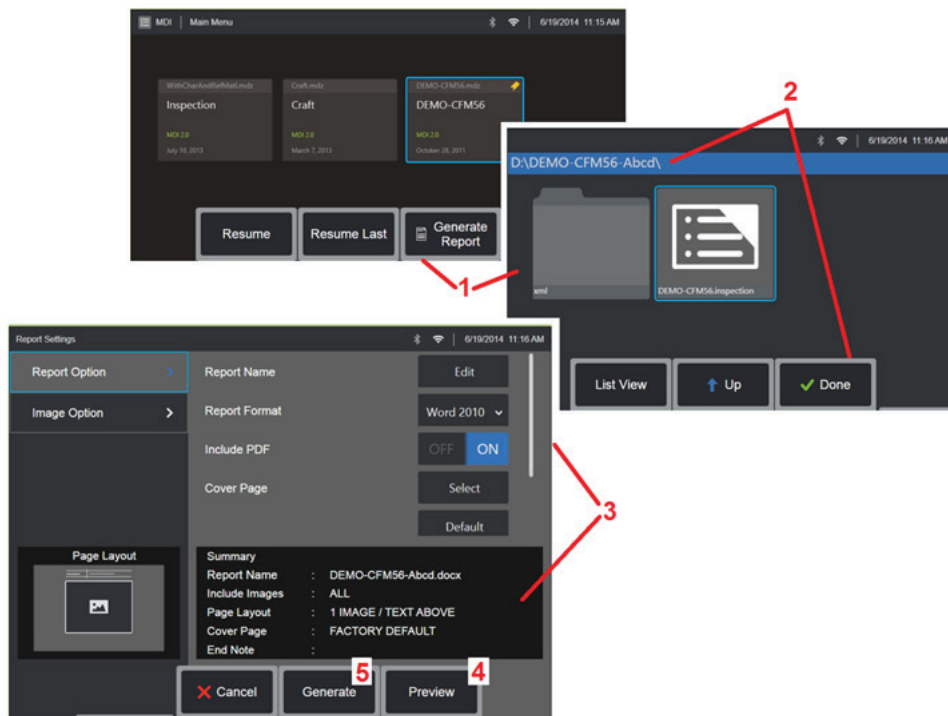 MDI | Main Menu
6/19/2014 11:15 AM
WithCharAndRefMatl.mdz
Inspection
MDI 2.0
July 10, 2013
Craft.mdz
Craft
MDI 2.0
March 7, 2013
DEMO-CFM56.mdz
DEMO-CFM56
MDI 2.0
October 28, 2011
Resume
Resume Last
Generate
Report
1
2
6/19/2014 11:16 AM
D:\DEMO-CFM56-Abcd\
xml
DEMO-CFM56.inspection
List View
Up
Done
Report Settings
6/19/2014 11:16 AM
Report Option
Image Option
Report Name
Edit
Report Format
Word 2010
Include PDF
OFF ON
Cover Page
Select
Default
3
Page Layout
Summary
Report Name : DEMO-CFM56-Abcd.docx
Include Images : ALL
Page Layout : 1 IMAGE / TEXT ABOVE
Cover Page : FACTORY DEFAULT
End Note :
Cancel
Generate
5
Preview
4